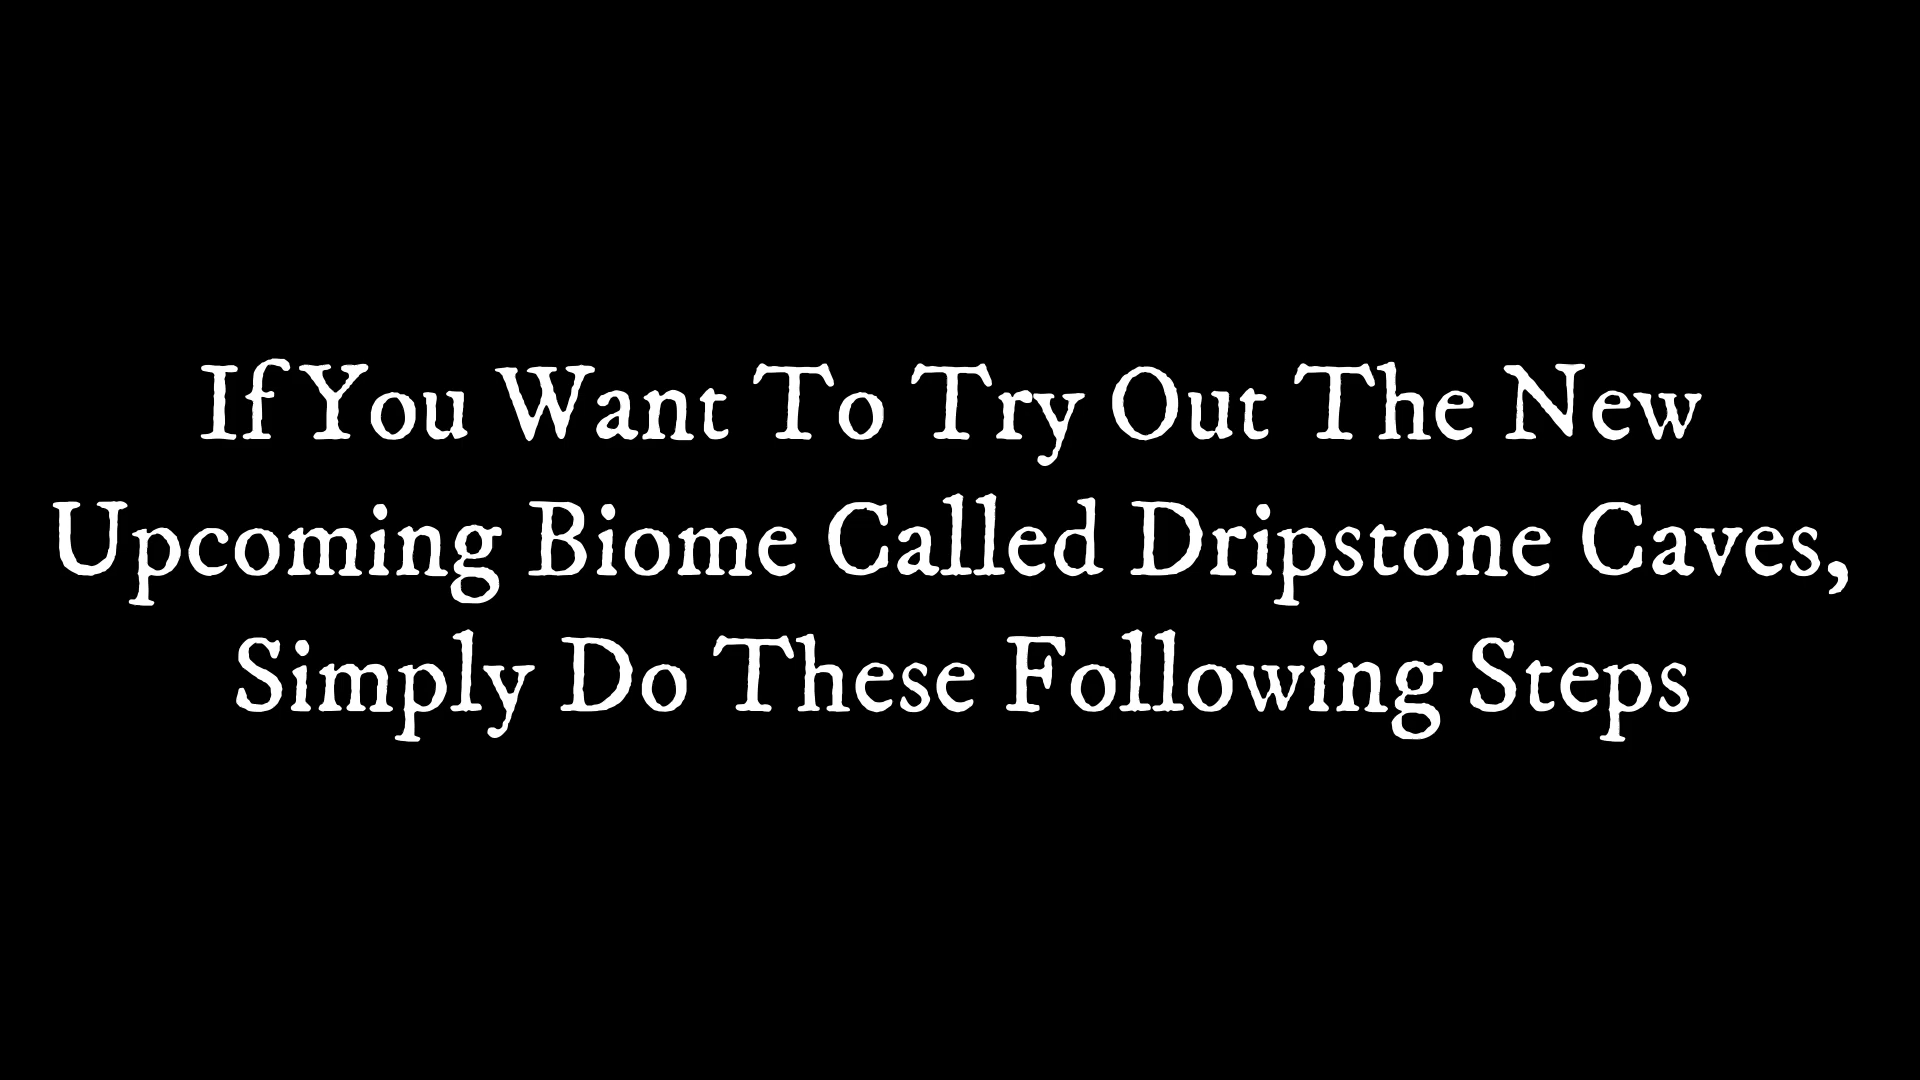 If You Want To Try Out The New
Upcoming Biome Called Dripstone Caves,
Simply Do These Following Steps